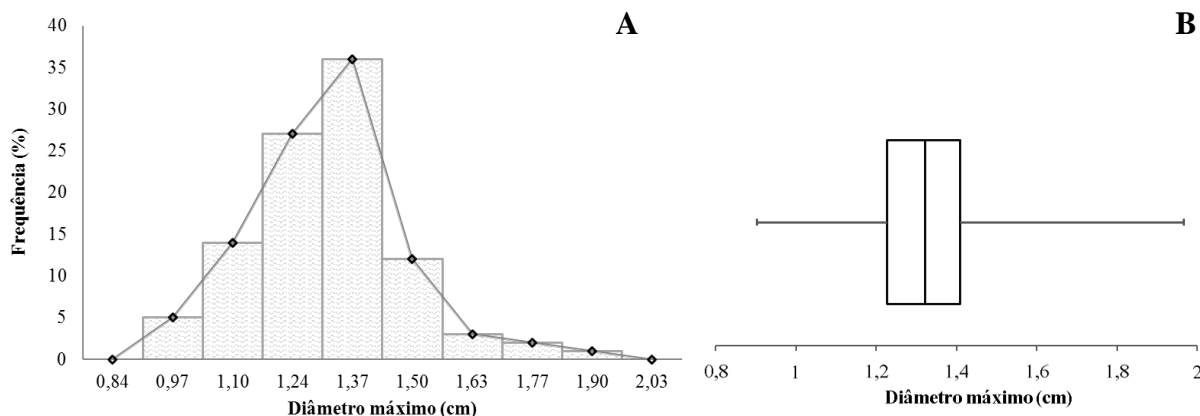 A
40
35
30
25
20
15
10
5
0
Frequência (%)
0,84 0,97 1,10 1,24 1,37 1,50 1,63 1,77 1,90 2,03
Diâmetro máximo (cm)
B
0,8 1 1,2 1,4 1,6 1,8 2
Diâmetro máximo (cm)